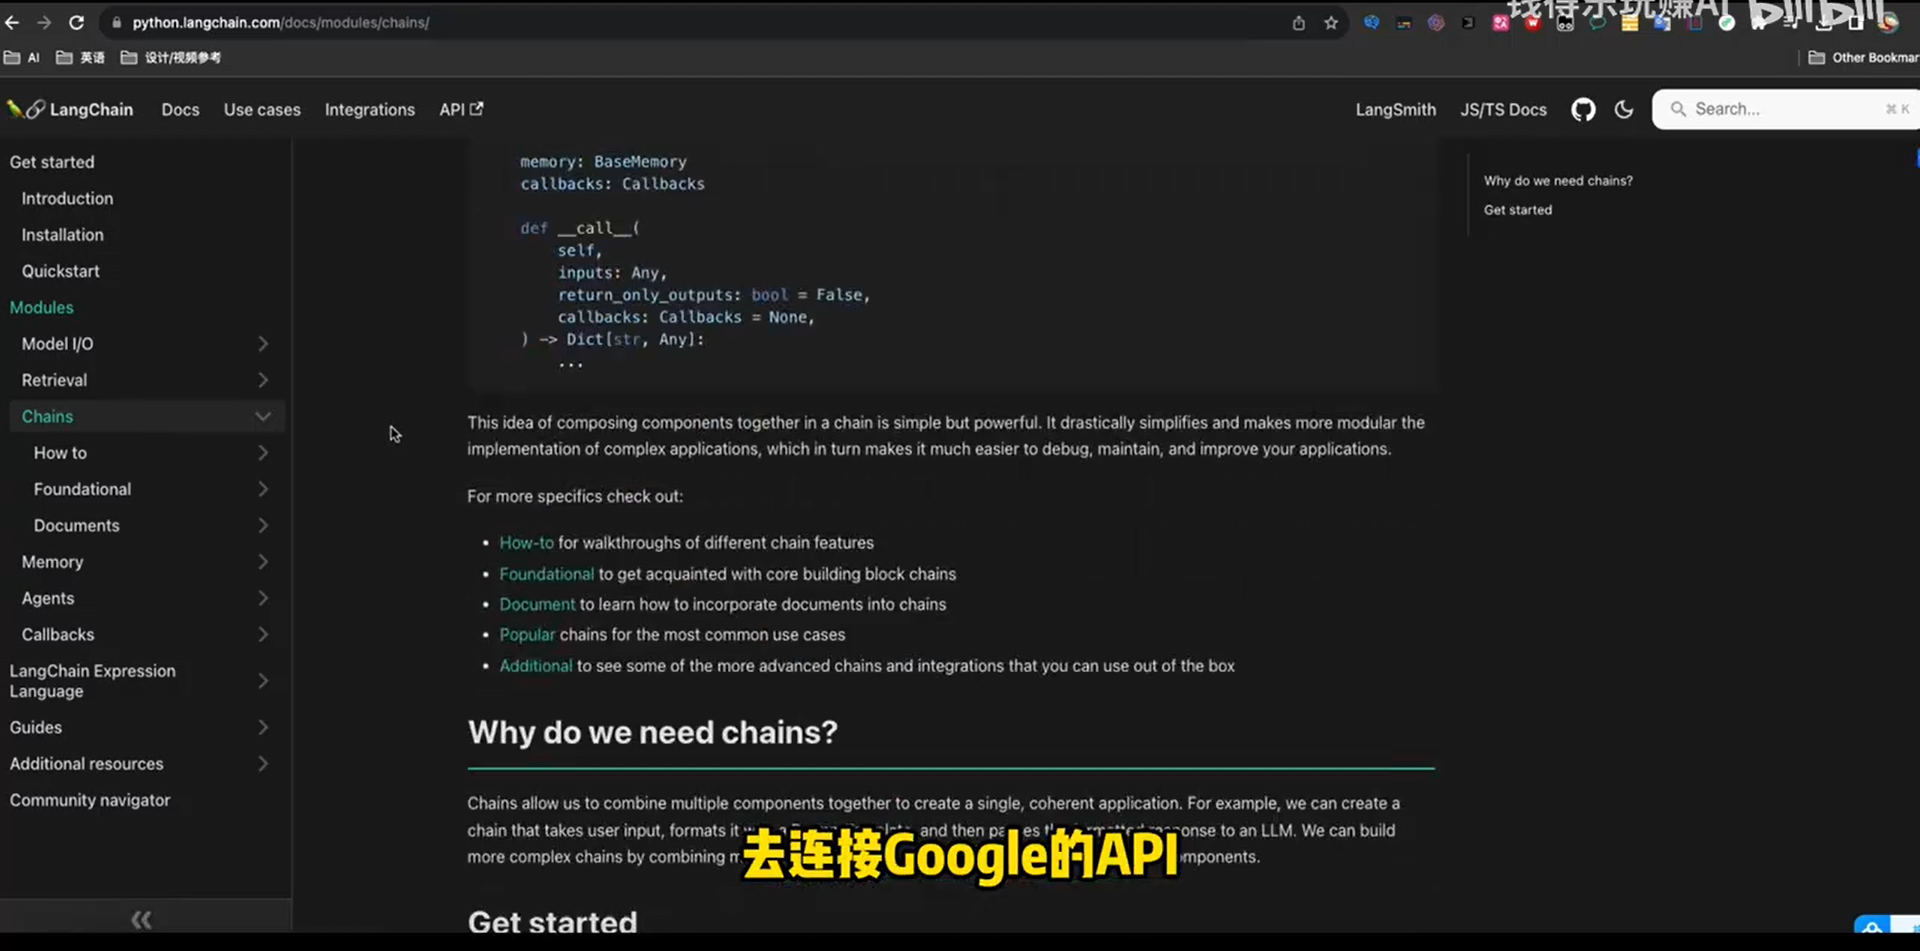 钱得乐玩赚AI bilibili
python.langchain.com/docs/modules/chains/
AI 英语 设计/视频参考 Other Bookmar
LangChain Docs Use cases Integrations API LangSmith JS/TS Docs Search... ⌘ K
Get started
Introduction
Installation
Quickstart
Modules
Model I/O
Retrieval
Chains
How to
Foundational
Documents
Memory
Agents
Callbacks
LangChain Expression
Language
Guides
Additional resources
Community navigator
memory: BaseMemory
callbacks: Callbacks
def __call__(
self,
inputs: Any,
return_only_outputs: bool = False,
callbacks: Callbacks = None,
) -> Dict[str, Any]:
...
This idea of composing components together in a chain is simple but powerful. It drastically simplifies and makes more modular the
implementation of complex applications, which in turn makes it much easier to debug, maintain, and improve your applications.
For more specifics check out:
• How-to for walkthroughs of different chain features
• Foundational to get acquainted with core building block chains
• Document to learn how to incorporate documents into chains
• Popular chains for the most common use cases
• Additional to see some of the more advanced chains and integrations that you can use out of the box
Why do we need chains?
Chains allow us to combine multiple components together to create a single, coherent application. For example, we can create a
chain that takes user input, formats it and then response to an LLM. We can build
more complex chains by combining components.
去连接Google的API
Get started
Why do we need chains?
Get started